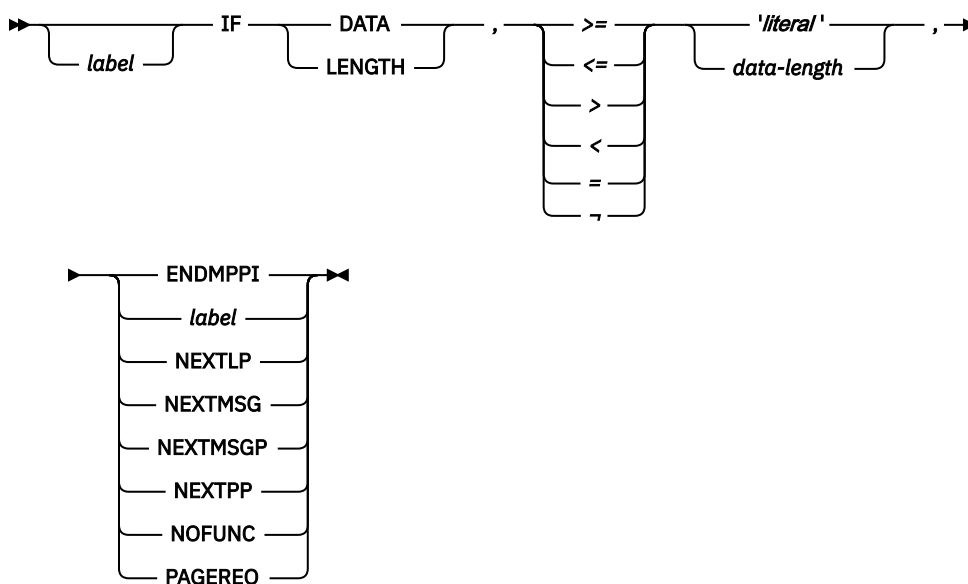 IF DATA , >= 'literal' ,
label LENGTH <= data-length
>
<
=
¬
ENDMPPI
label
NEXTLP
NEXTMSG
NEXTMSGP
NEXTPP
NOFUNC
PAGEREQ